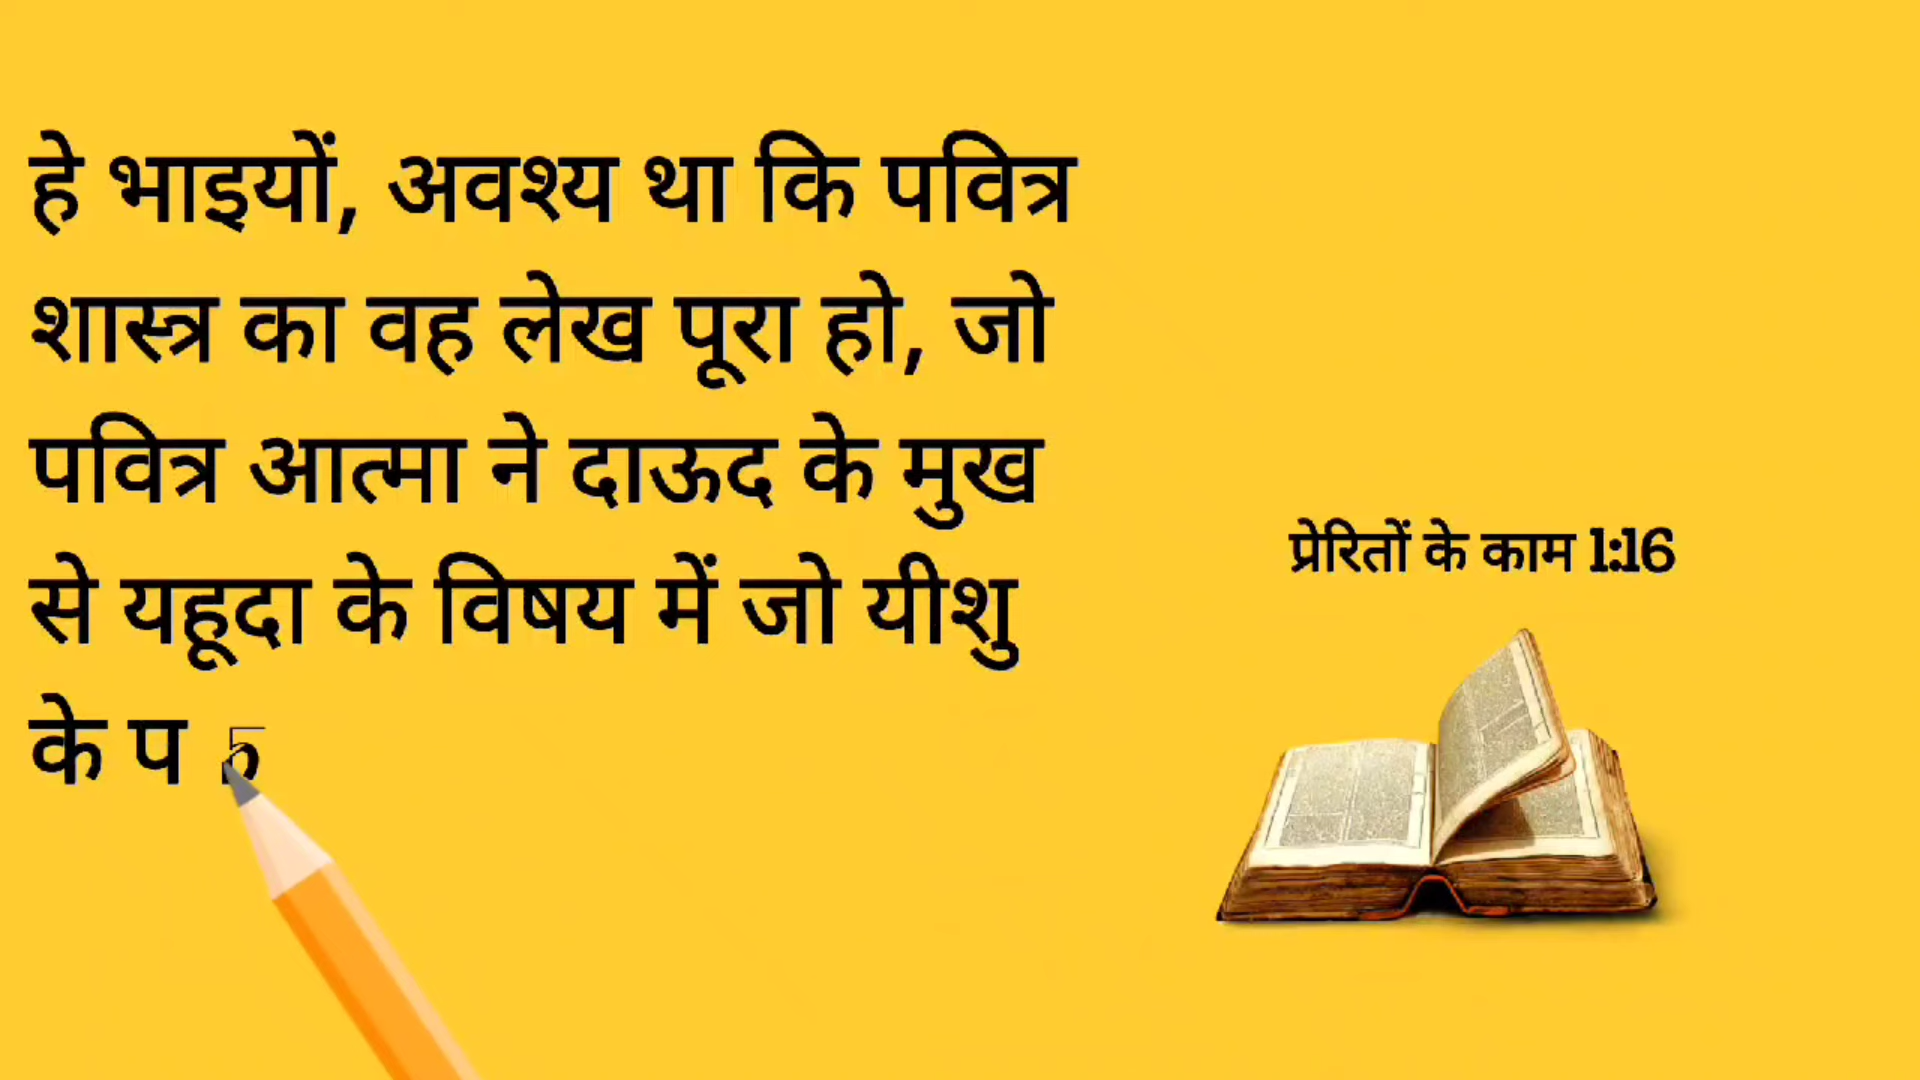 हे भाइयों, अवश्य था कि पवित्र
शास्त्र का वह लेख पूरा हो, जो
पवित्र आत्मा ने दाऊद के मुख
से यहूदा के विषय में जो यीशु
के प
प्रेरितों के काम 1:16